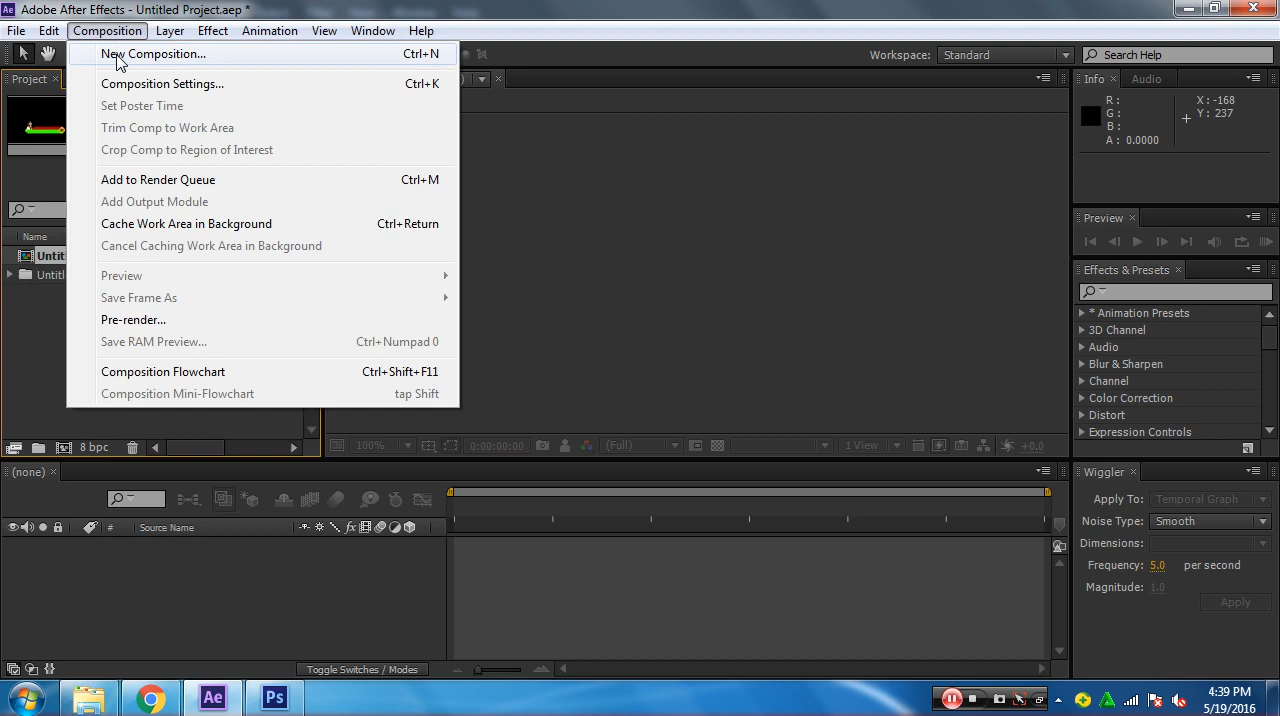 Ae Adobe After Effects - Untitled Project.aep *
File Edit Composition Layer Effect Animation View Window Help
New Composition... Ctrl+N
Composition Settings... Ctrl+K
Set Poster Time
Trim Comp to Work Area
Crop Comp to Region of Interest
Add to Render Queue Ctrl+M
Add Output Module
Cache Work Area in Background Ctrl+Return
Cancel Caching Work Area in Background
Preview
Save Frame As
Pre-render...
Save RAM Preview... Ctrl+Numpad 0
Composition Flowchart Ctrl+Shift+F11
Composition Mini-Flowchart tap Shift
Workspace: Standard
Search Help
Project
Name
Untit
Untitl
8 bpc
100%
0:00:00:00
(Full)
1 View
+0.0
Info Audio
R: X: -168
G: Y: 237
B:
A: 0.0000
Preview
Effects & Presets
* Animation Presets
3D Channel
Audio
Blur & Sharpen
Channel
Color Correction
Distort
Expression Controls
(none)
# Source Name
fx
Toggle Switches / Modes
Wiggler
Apply To: Temporal Graph
Noise Type: Smooth
Dimensions:
Frequency: 5.0 per second
Magnitude: 1.0
Apply
Ae
Ps
4:39 PM
5/19/2016